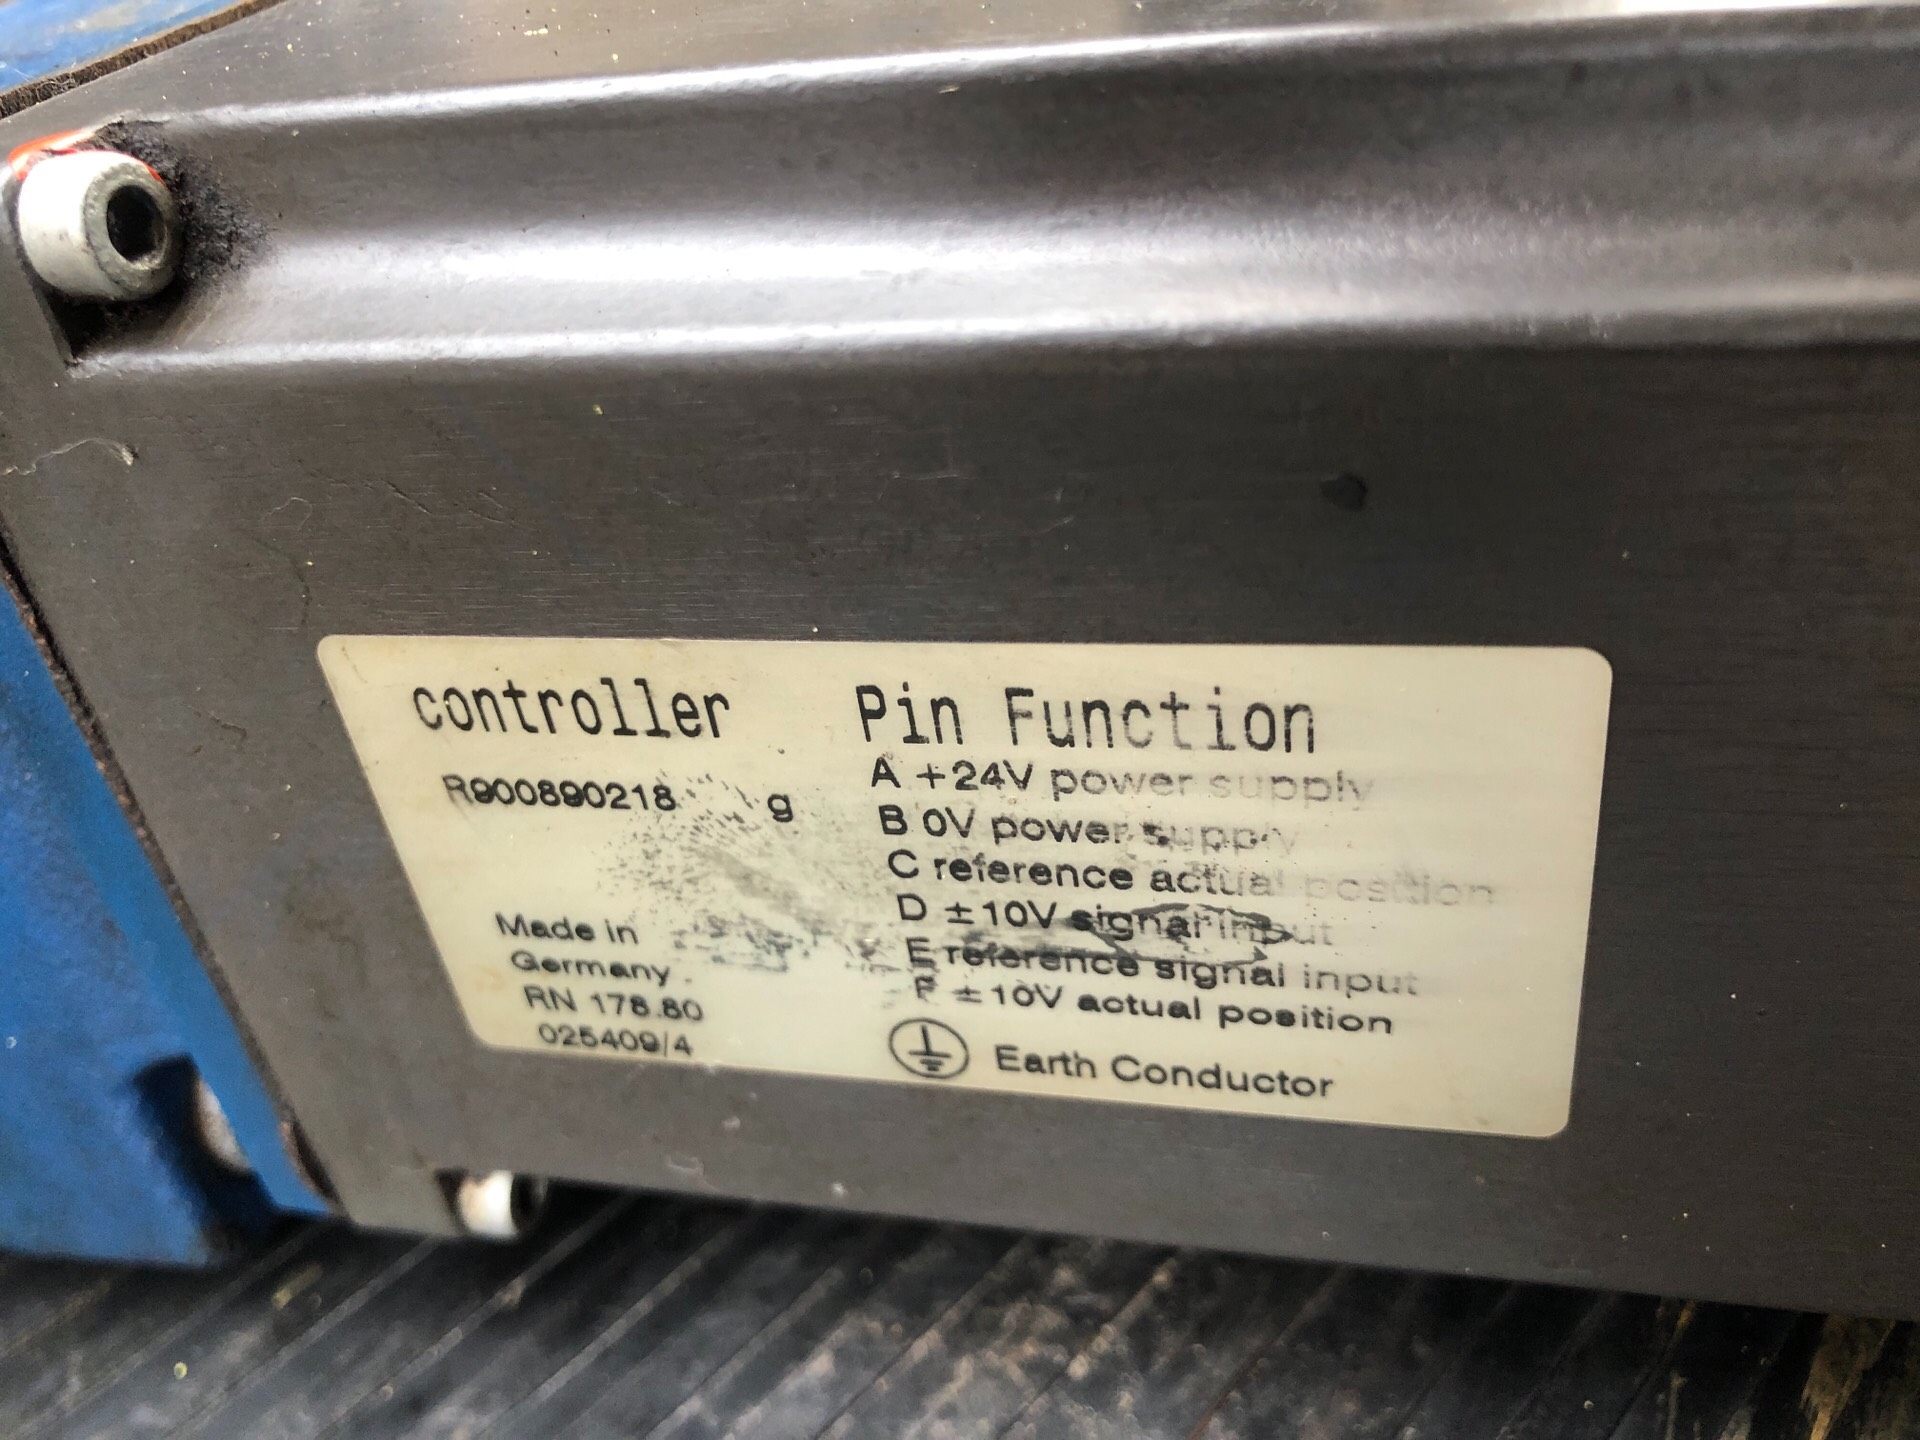 controller
R900890218 g
Made in
Germany
RN 178.80
025409/4
Pin Function
A +24V power supply
B 0V power supply
C reference actual position
D ±10V signal input
E reference signal input
F ±10V actual position
Earth Conductor